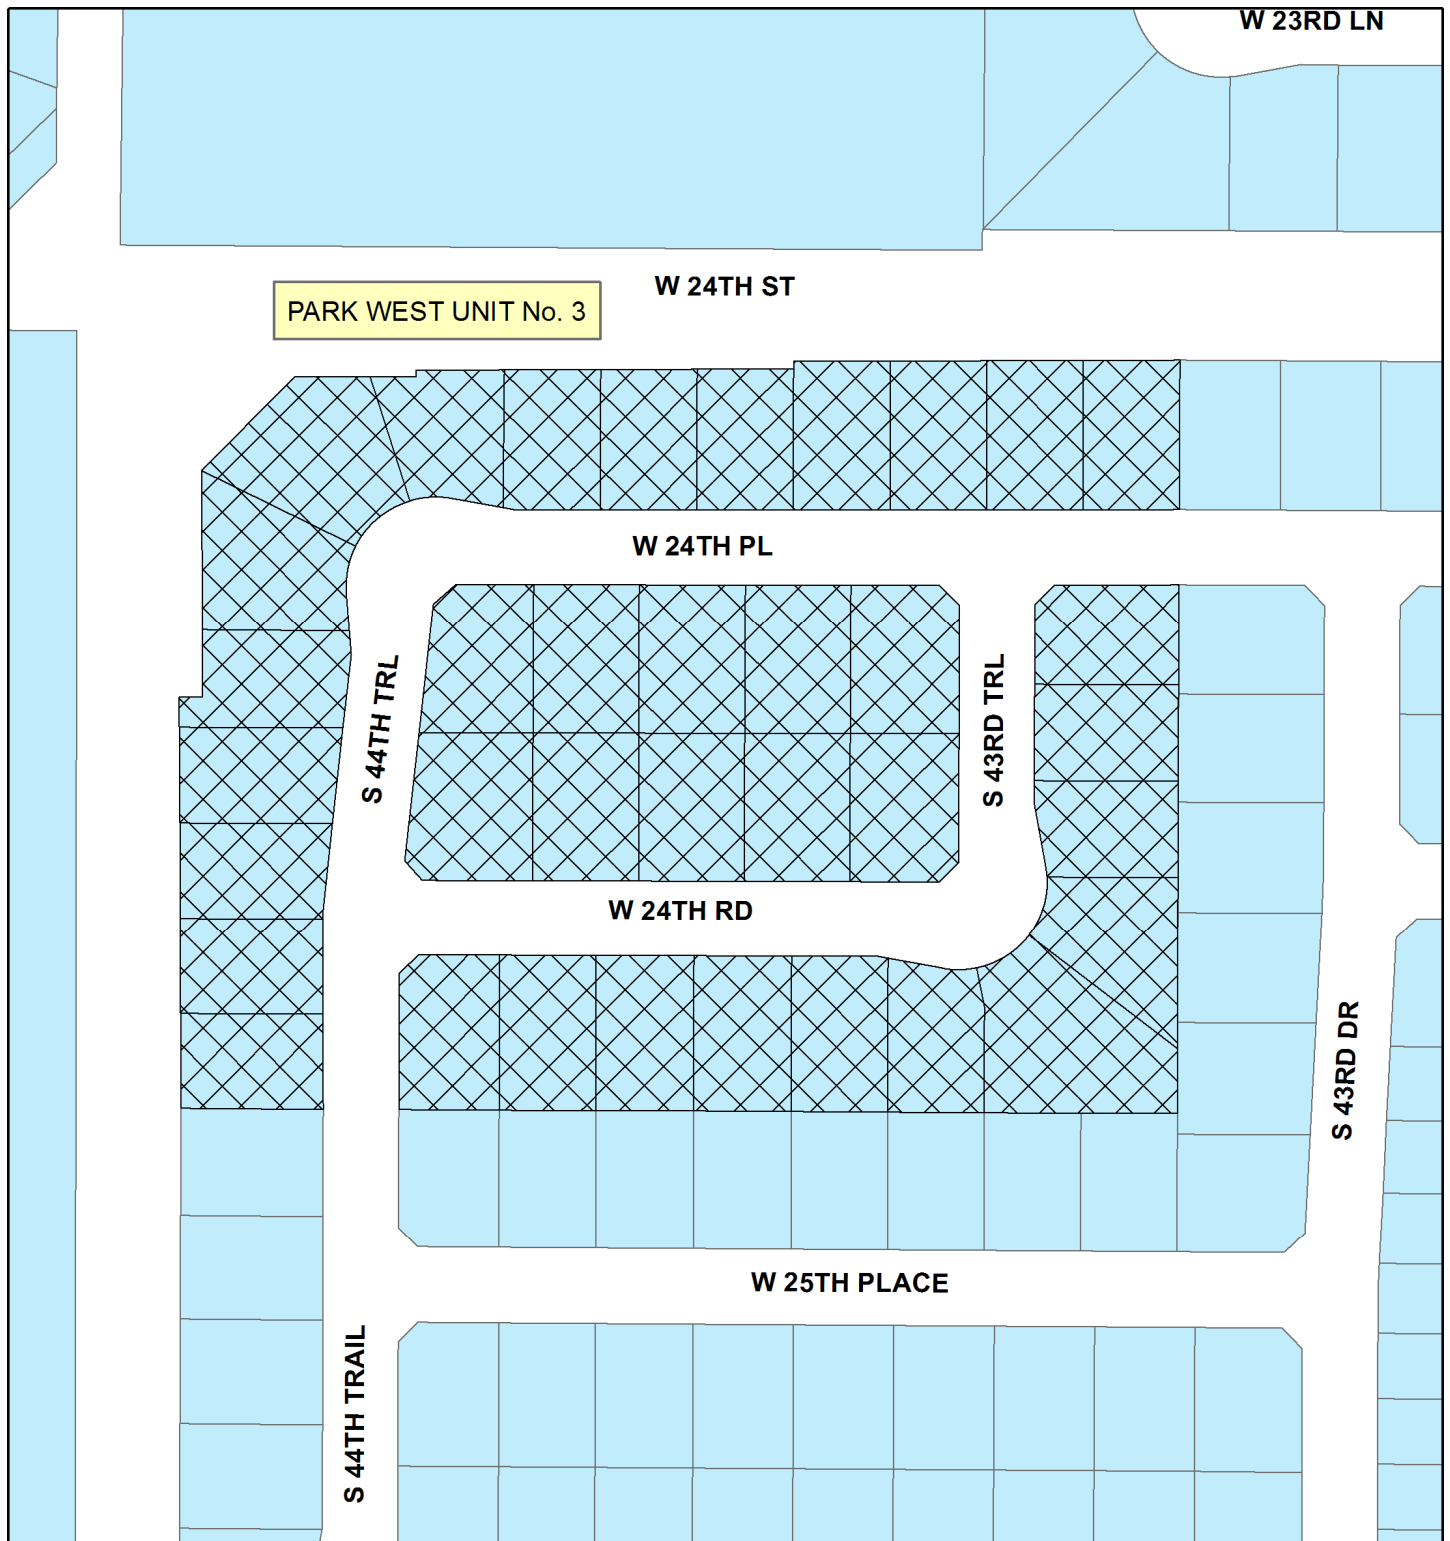 W 23RD LN
W 24TH ST
PARK WEST UNIT No. 3
W 24TH PL
S 44TH TRL
S 43RD TRL
W 24TH RD
S 43RD DR
W 25TH PLACE
S 44TH TRAIL